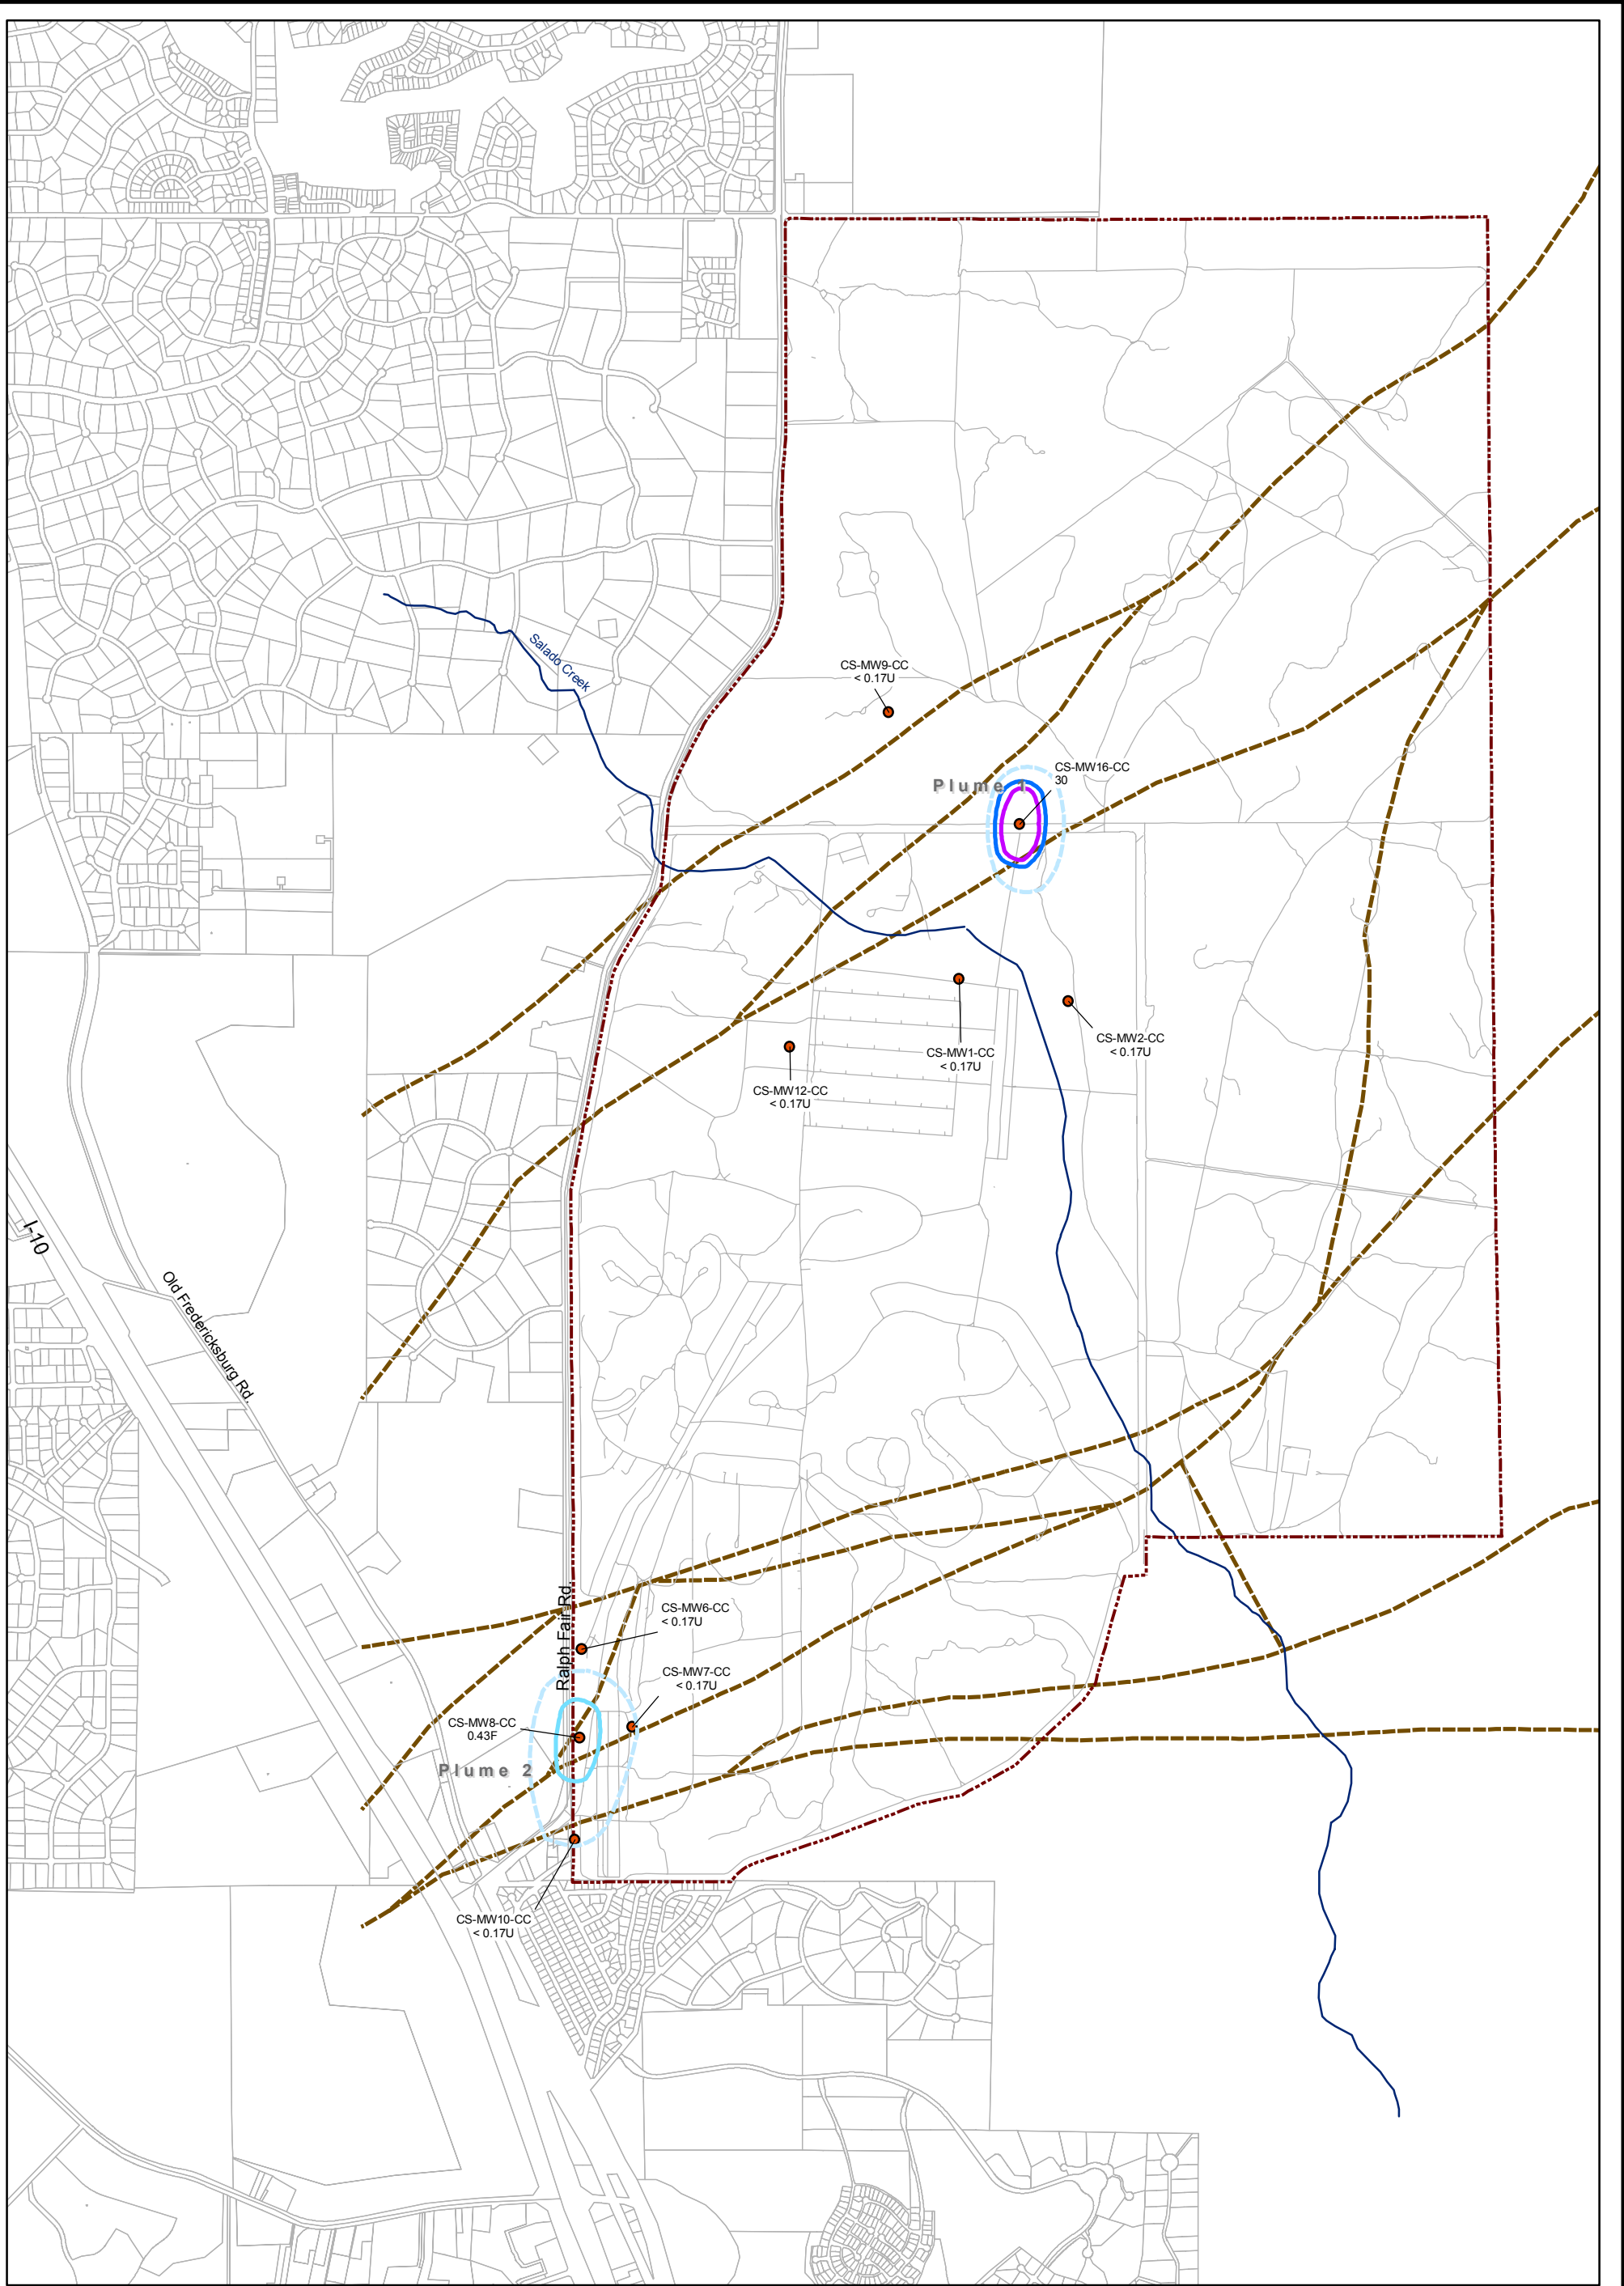 Salado Creek
CS-MW9-CC
< 0.17U
CS-MW16-CC
30
Plume 1
CS-MW1-CC
< 0.17U
CS-MW2-CC
< 0.17U
CS-MW12-CC
< 0.17U
I-10
Old Fredericksburg Rd.
Ralph Fair Rd.
CS-MW6-CC
< 0.17U
CS-MW7-CC
< 0.17U
CS-MW8-CC
0.43F
Plume 2
CS-MW10-CC
< 0.17U